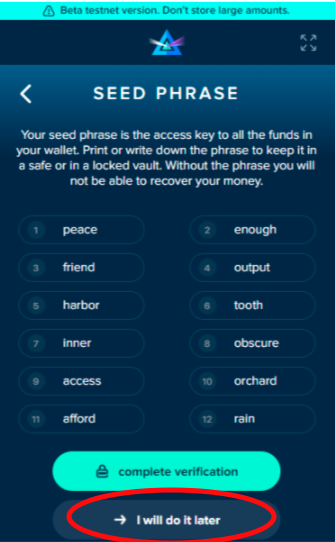 Beta testnet version. Don't store large amounts.
SEED PHRASE
Your seed phrase is the access key to all the funds in
your wallet. Print or write down the phrase to keep it in
a safe or in a locked vault. Without the phrase you will
not be able to recover your money.
1 peace 2 enough
3 friend 4 output
5 harbor 6 tooth
7 inner 8 obscure
9 access 10 orchard
11 afford 12 rain
complete verification
I will do it later